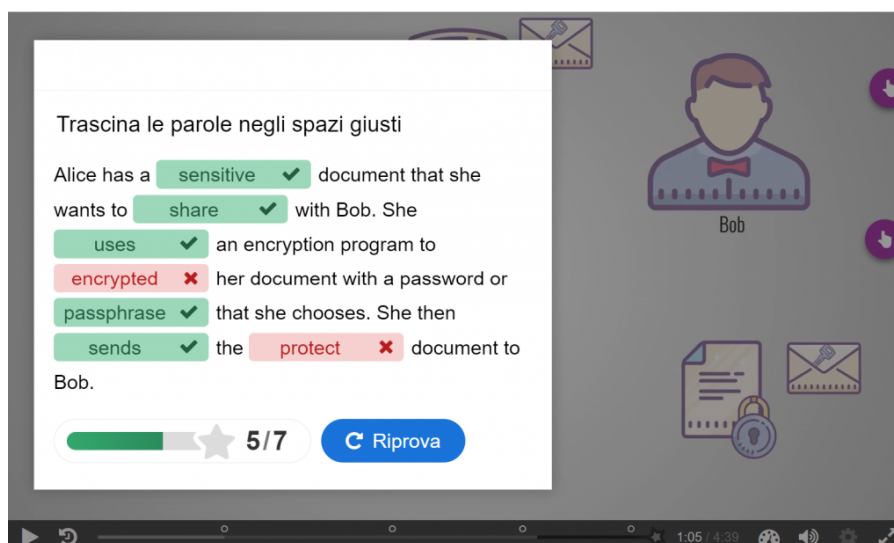 Trascina le parole negli spazi giusti
Alice has a sensitive document that she
wants to share with Bob. She
uses an encryption program to
encrypted her document with a password or
passphrase that she chooses. She then
sends the protect document to
Bob.
5/7 Riprova
Bob
1:05 / 4:39